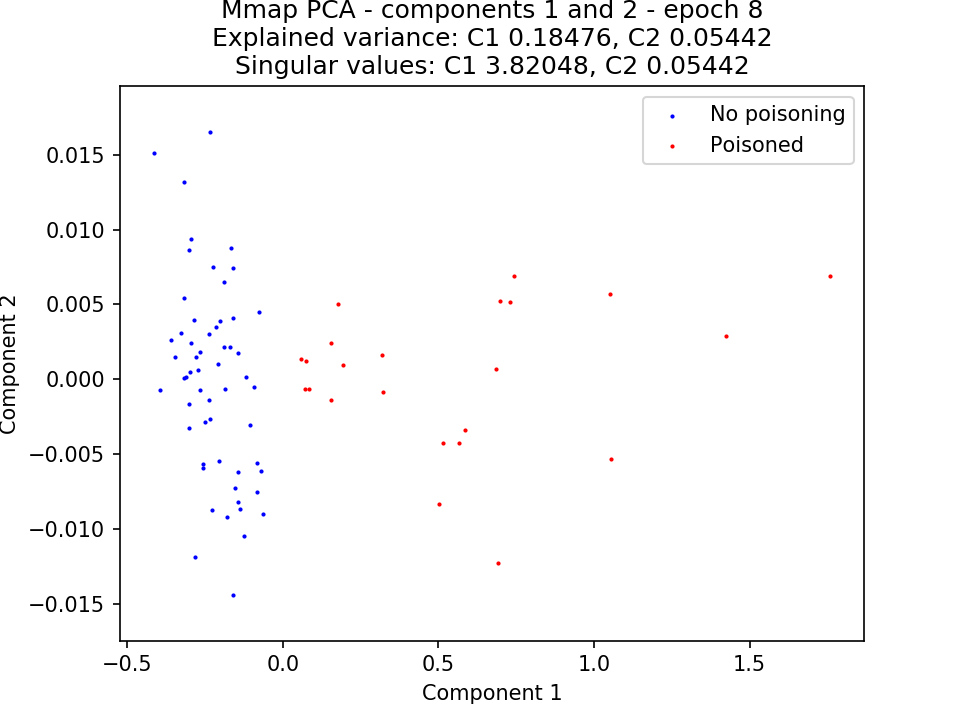 Mmap PCA - components 1 and 2 - epoch 8
Explained variance: C1 0.18476, C2 0.05442
Singular values: C1 3.82048, C2 0.05442
No poisoning
Poisoned
0.015
0.010
0.005
0.000
−0.005
−0.010
−0.015
Component 2
−0.5
0.0
0.5
1.0
1.5
Component 1